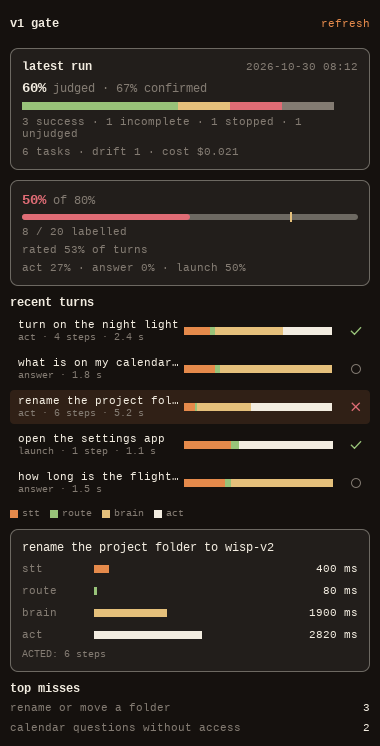 v1 gate
refresh
latest run
2026-10-30 08:12
60% judged · 67% confirmed
3 success · 1 incomplete · 1 stopped · 1
unjudged
6 tasks · drift 1 · cost $0.021
50% of 80%
8 / 20 labelled
rated 53% of turns
act 27% · answer 0% · launch 50%
recent turns
turn on the night light
act · 4 steps · 2.4 s
what is on my calendar…
answer · 1.8 s
rename the project fol…
act · 6 steps · 5.2 s
open the settings app
launch · 1 step · 1.1 s
how long is the flight…
answer · 1.5 s
stt route brain act
rename the project folder to wisp-v2
stt 400 ms
route 80 ms
brain 1900 ms
act 2820 ms
ACTED: 6 steps
top misses
rename or move a folder 3
calendar questions without access 2